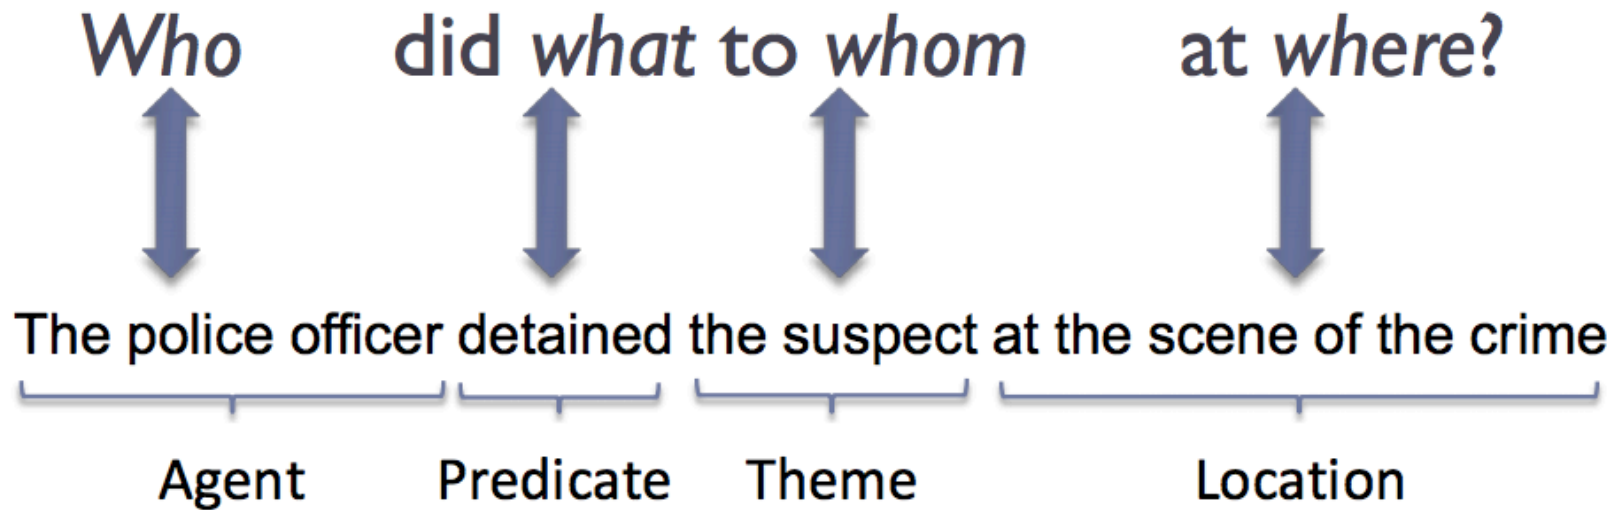 Who did what to whom at where?
The police officer detained the suspect at the scene of the crime
Agent Predicate Theme Location